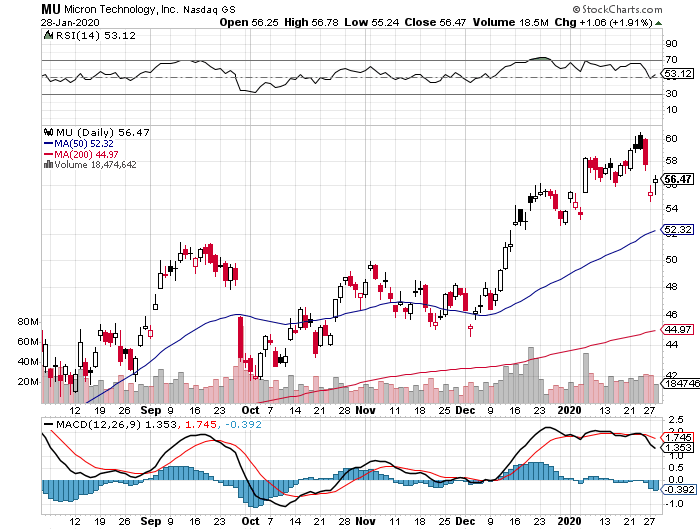 MU Micron Technology, Inc. Nasdaq GS © StockCharts.com
28-Jan-2020 Open 56.25 High 56.78 Low 55.24 Close 56.47 Volume 18.5M Chg +1.06 (+1.91%)
RSI(14) 53.12
90
70
53.12
30
10
MU (Daily) 56.47
MA(50) 52.32
MA(200) 44.97
Volume 18,474,642
60
58
56.47
54
52.32
50
48
46
44.97
44
42
80M
60M
40M
20M
184746
12 19 26 Sep 9 16 23 Oct 7 14 21 28 Nov 11 18 25 Dec 9 16 23 2020 13 21 27
MACD(12,26,9) 1.353, 1.745, -0.392
2.5
2.0
1.745
1.353
0.5
0.0
-0.392
-1.0
12 19 26 Sep 9 16 23 Oct 7 14 21 28 Nov 11 18 25 Dec 9 16 23 2020 13 21 27